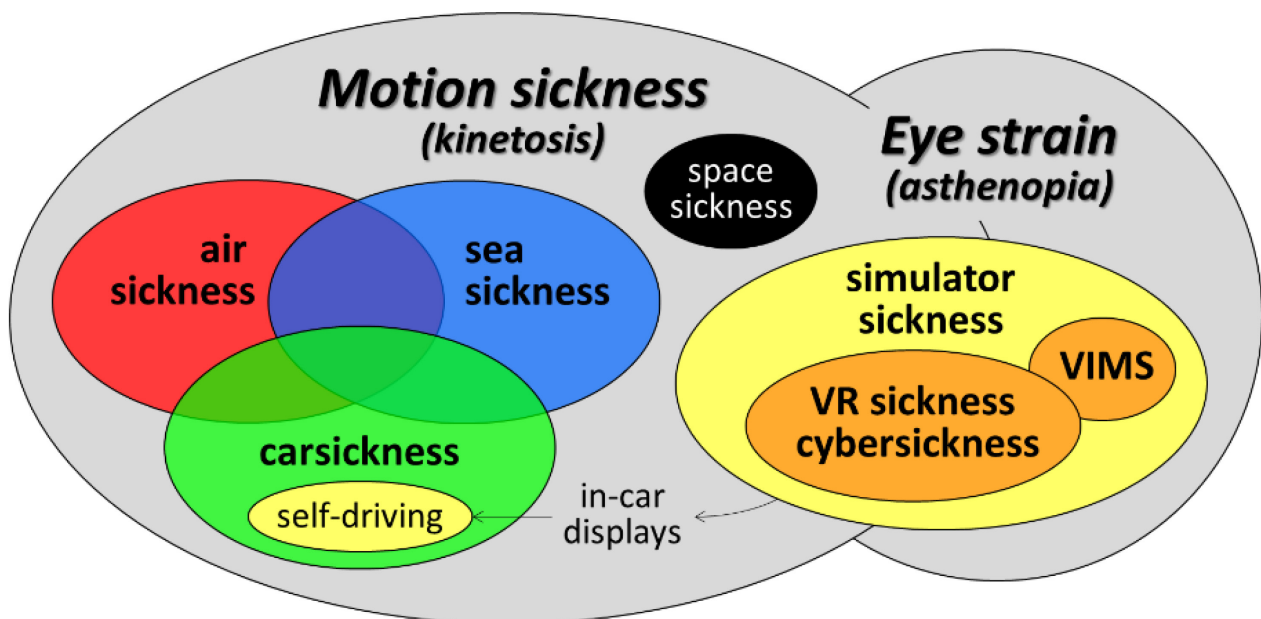 Motion sickness
(kinetosis)
Eye strain
(asthenopia)
space
sickness
air
sickness
sea
sickness
simulator
sickness
VIMS
VR sickness
cybersickness
carsickness
self-driving
in-car
displays